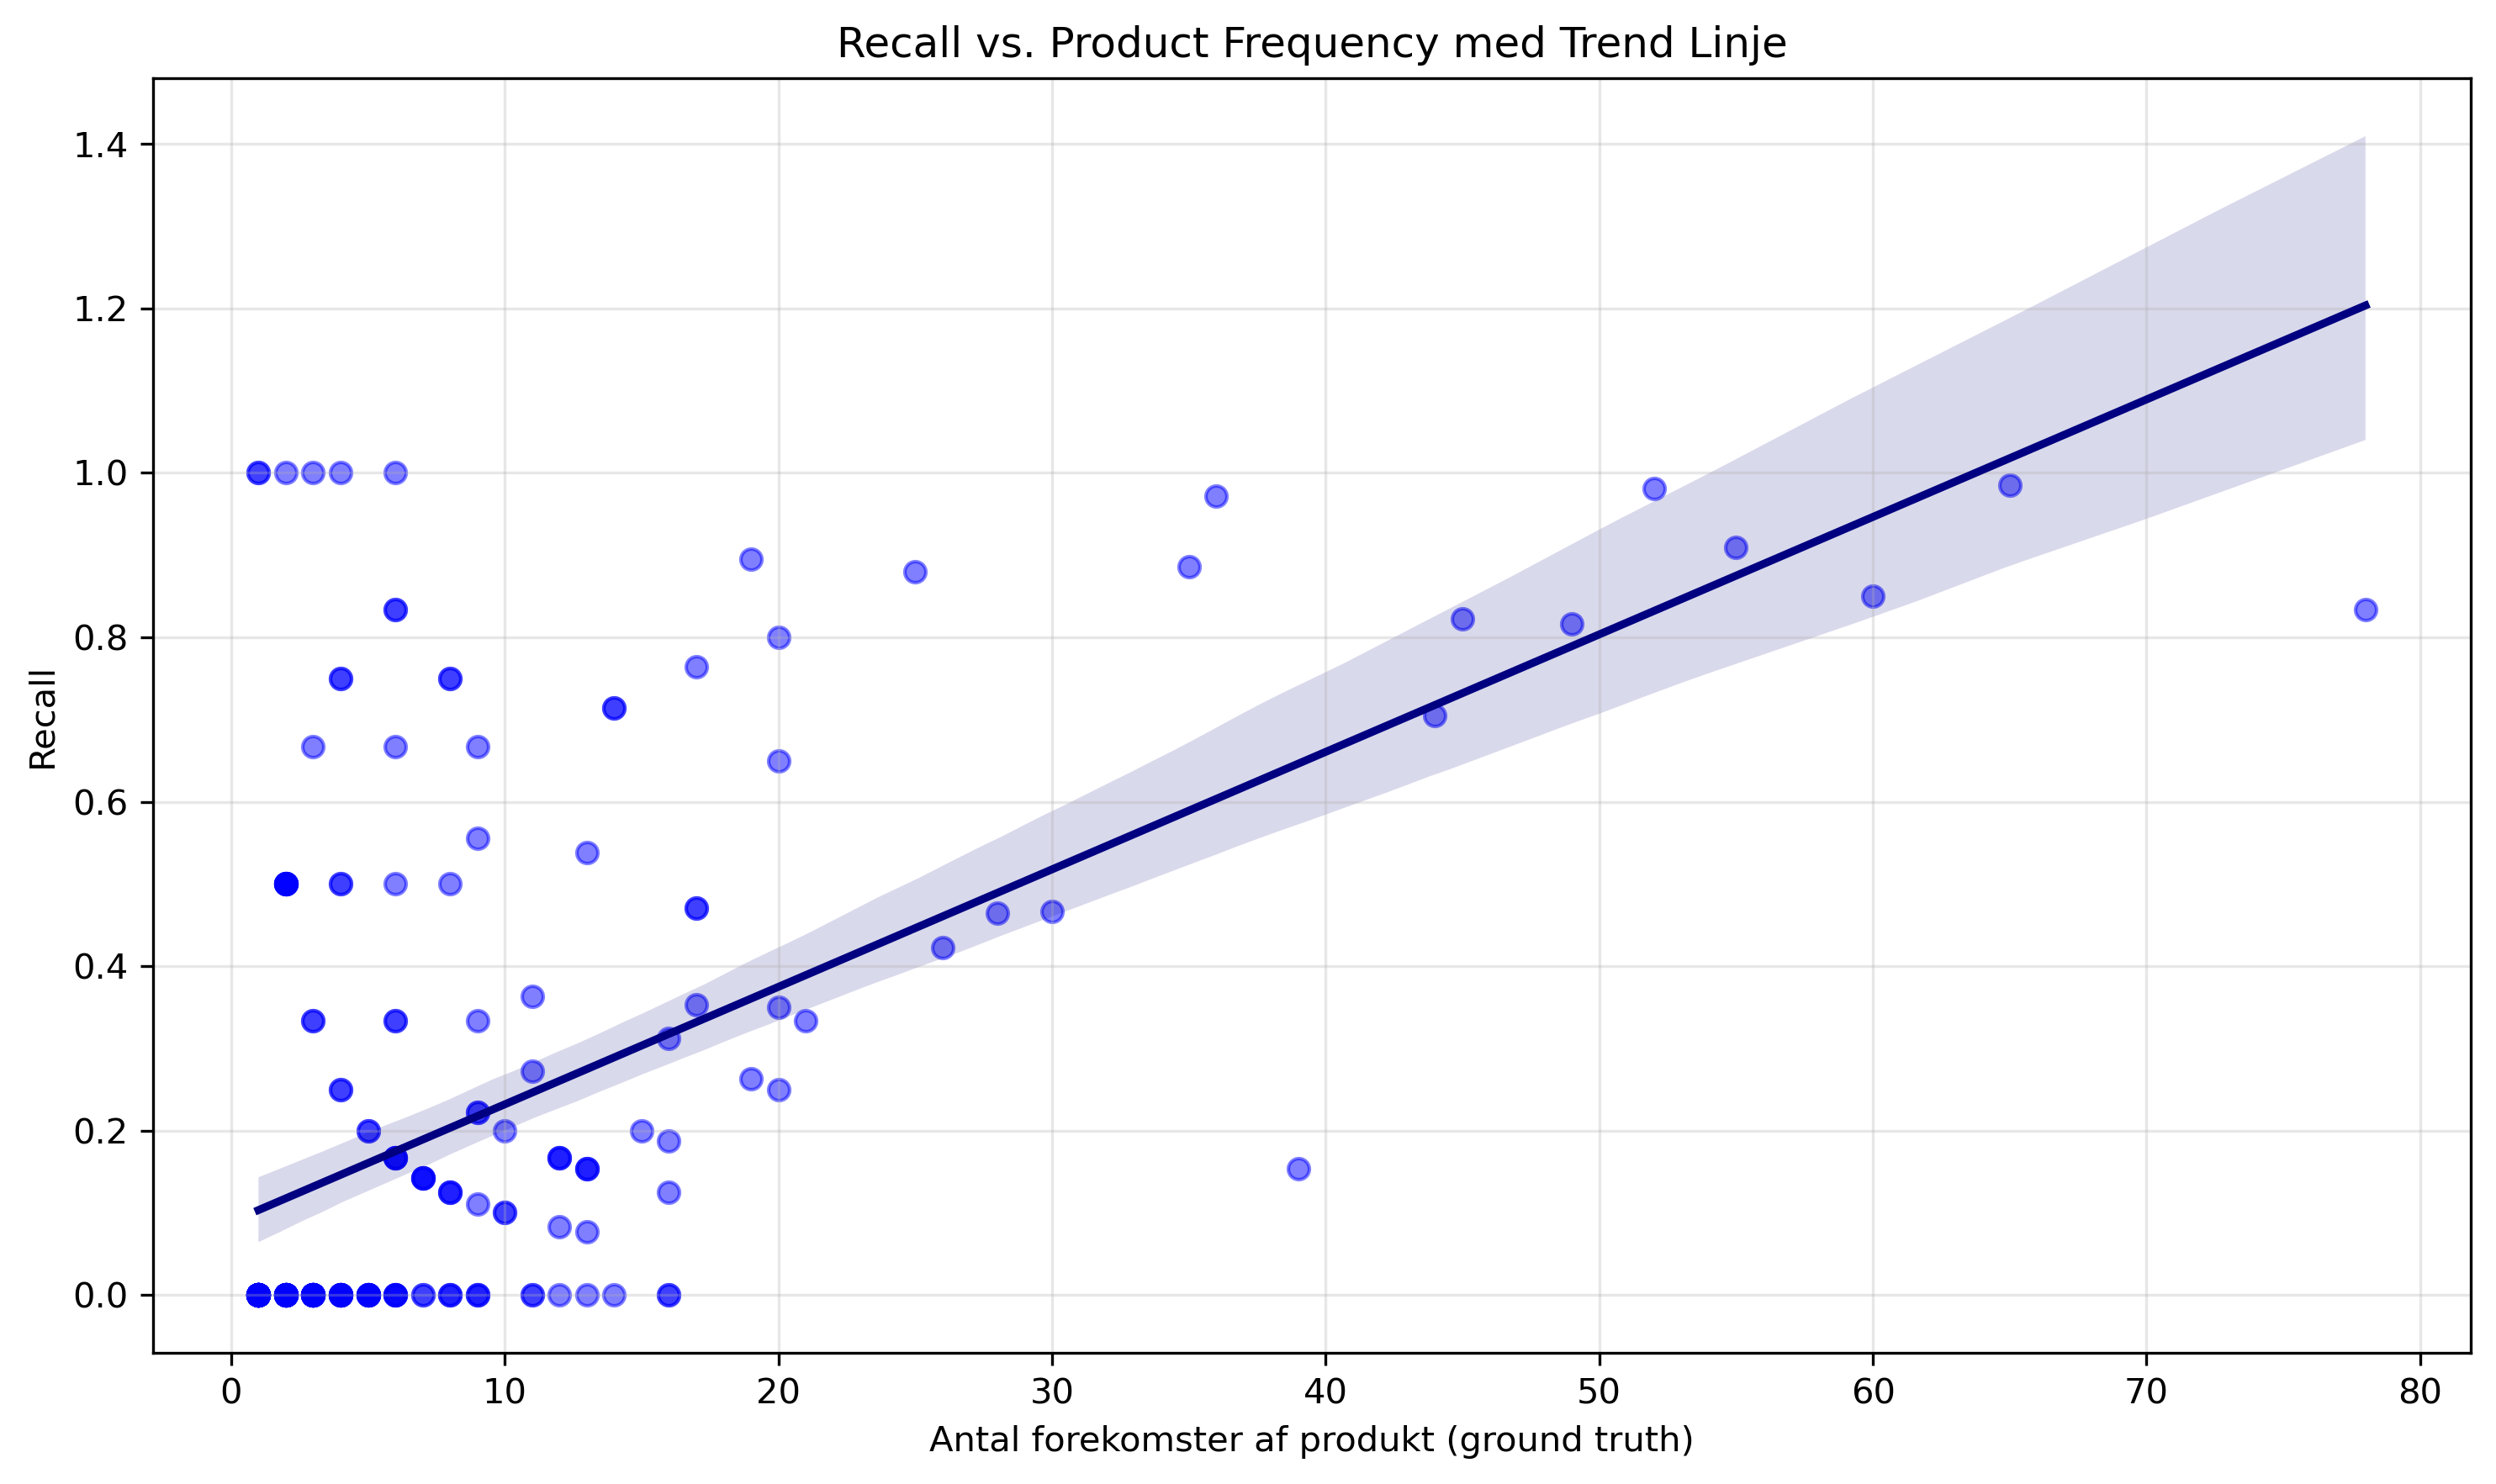 Recall vs. Product Frequency med Trend Linje
1.4
1.2
1.0
0.8
0.6
0.4
0.2
0.0
Recall
0 10 20 30 40 50 60 70 80
Antal forekomster af produkt (ground truth)